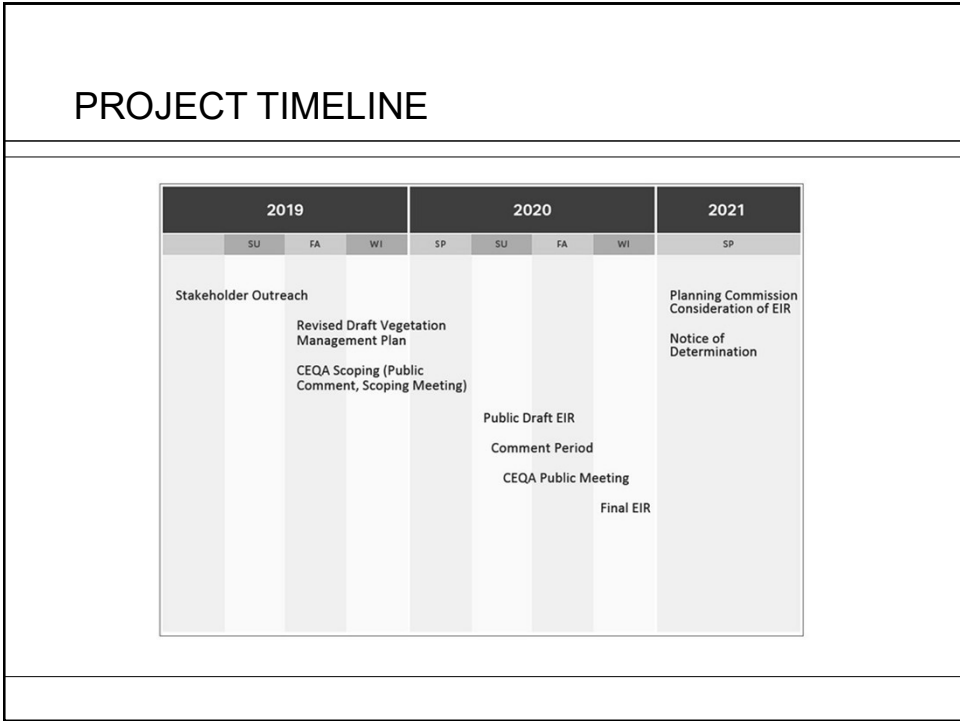 PROJECT TIMELINE
2019 2020 2021
SU FA WI SP SU FA WI SP
Stakeholder Outreach
Revised Draft Vegetation
Management Plan
CEQA Scoping (Public
Comment, Scoping Meeting)
Public Draft EIR
Comment Period
CEQA Public Meeting
Final EIR
Planning Commission
Consideration of EIR
Notice of
Determination